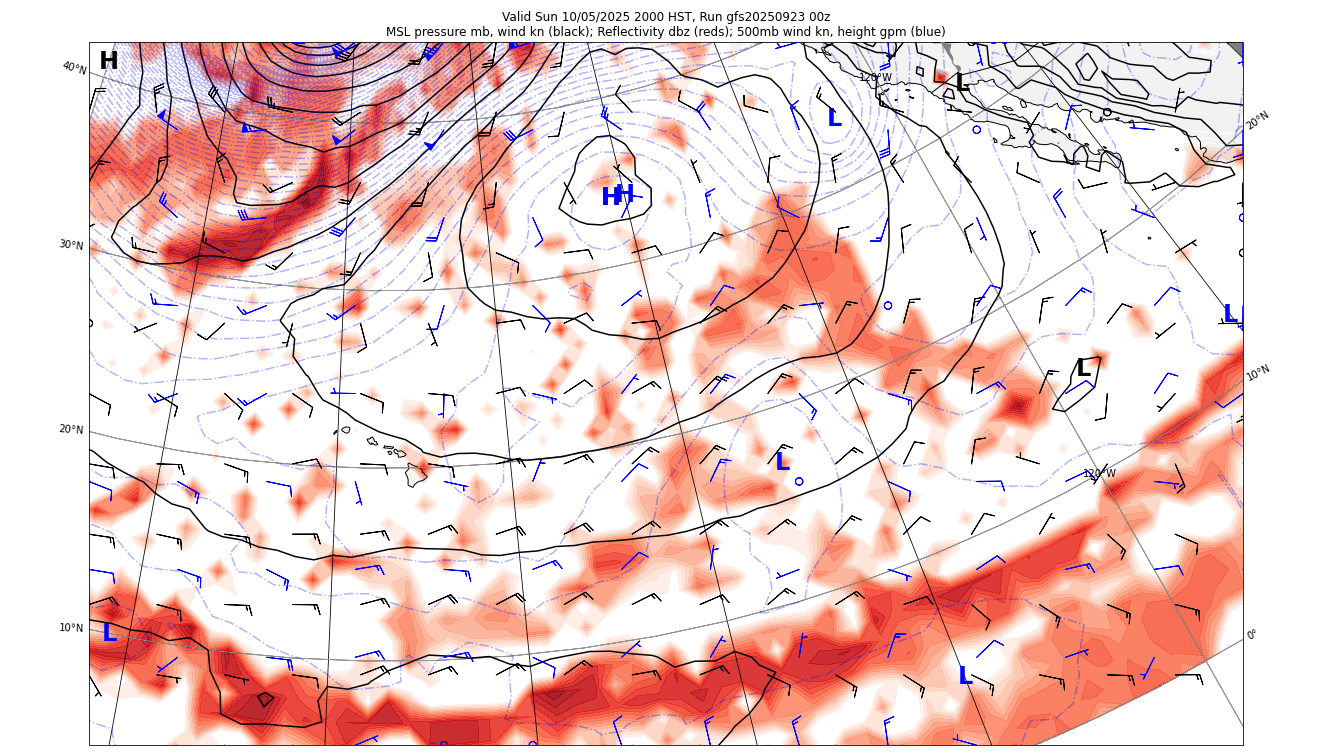 Valid Sun 10/05/2025 2000 HST, Run gfs20250923 00z
MSL pressure mb, wind kn (black); Reflectivity dbz (reds); 500mb wind kn, height gpm (blue)
H
40°N
120°W
L
L
20°N
H
H
30°N
L
L
10°N
20°N
L
120°W
10°N
L
0°
L